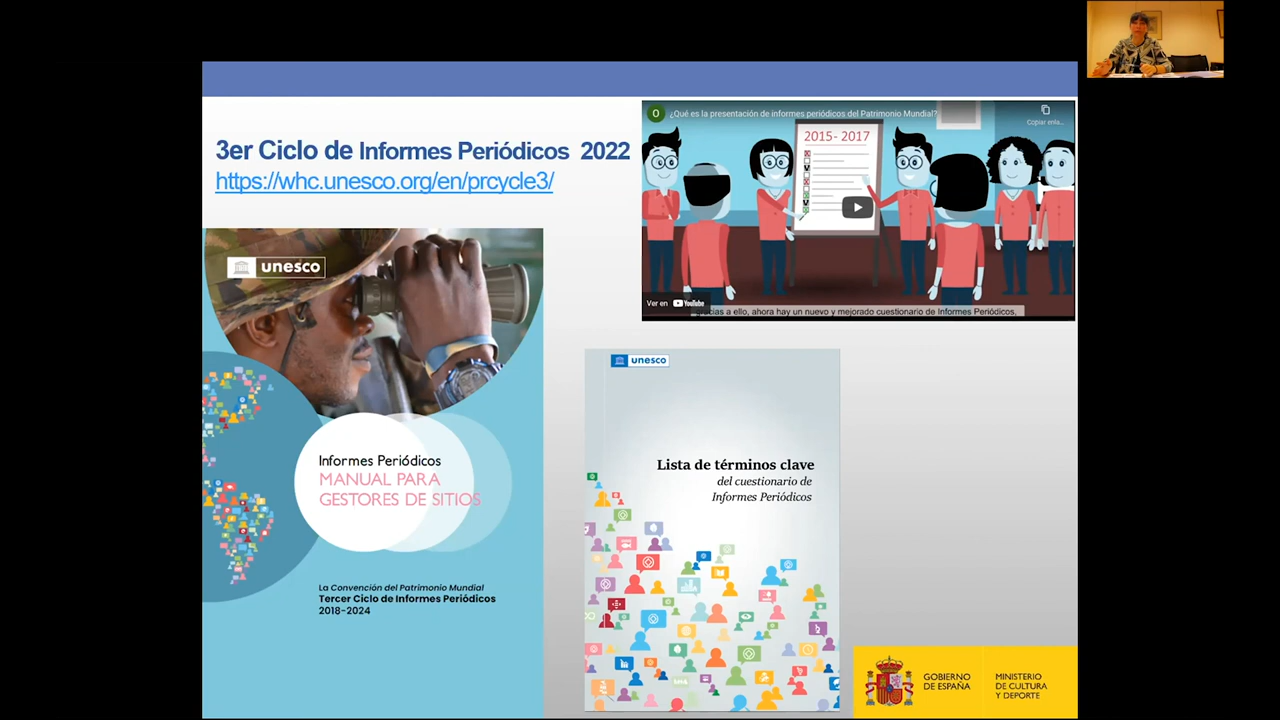 3er Ciclo de Informes Periódicos 2022
https://whc.unesco.org/en/prcycle3/
O ¿Qué es la presentación de informes periódicos del Patrimonio Mundial?
Copiar enla...
2015- 2017
Ver en YouTube
gracias a ello, ahora hay un nuevo y mejorado cuestionario de Informes Periódicos,
unesco
Informes Periódicos
MANUAL PARA
GESTORES DE SITIOS
La Convención del Patrimonio Mundial
Tercer Ciclo de Informes Periódicos
2018-2024
unesco
Lista de términos clave
del cuestionario de
Informes Periódicos
GOBIERNO
DE ESPAÑA
MINISTERIO
DE CULTURA
Y DEPORTE